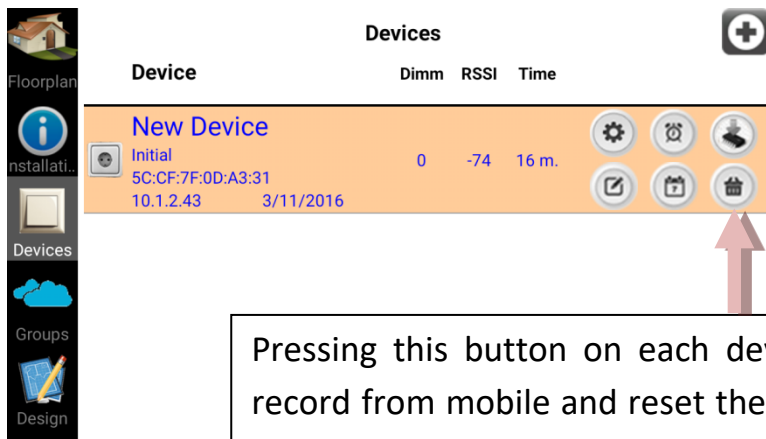 Devices
Floorplan
Device Dimm RSSI Time
nstallati..
New Device
Initial
0 -74 16 m.
5C:CF:7F:0D:A3:31
10.1.2.43 3/11/2016
Devices
Groups
Design
Pressing this button on each dev
record from mobile and reset the